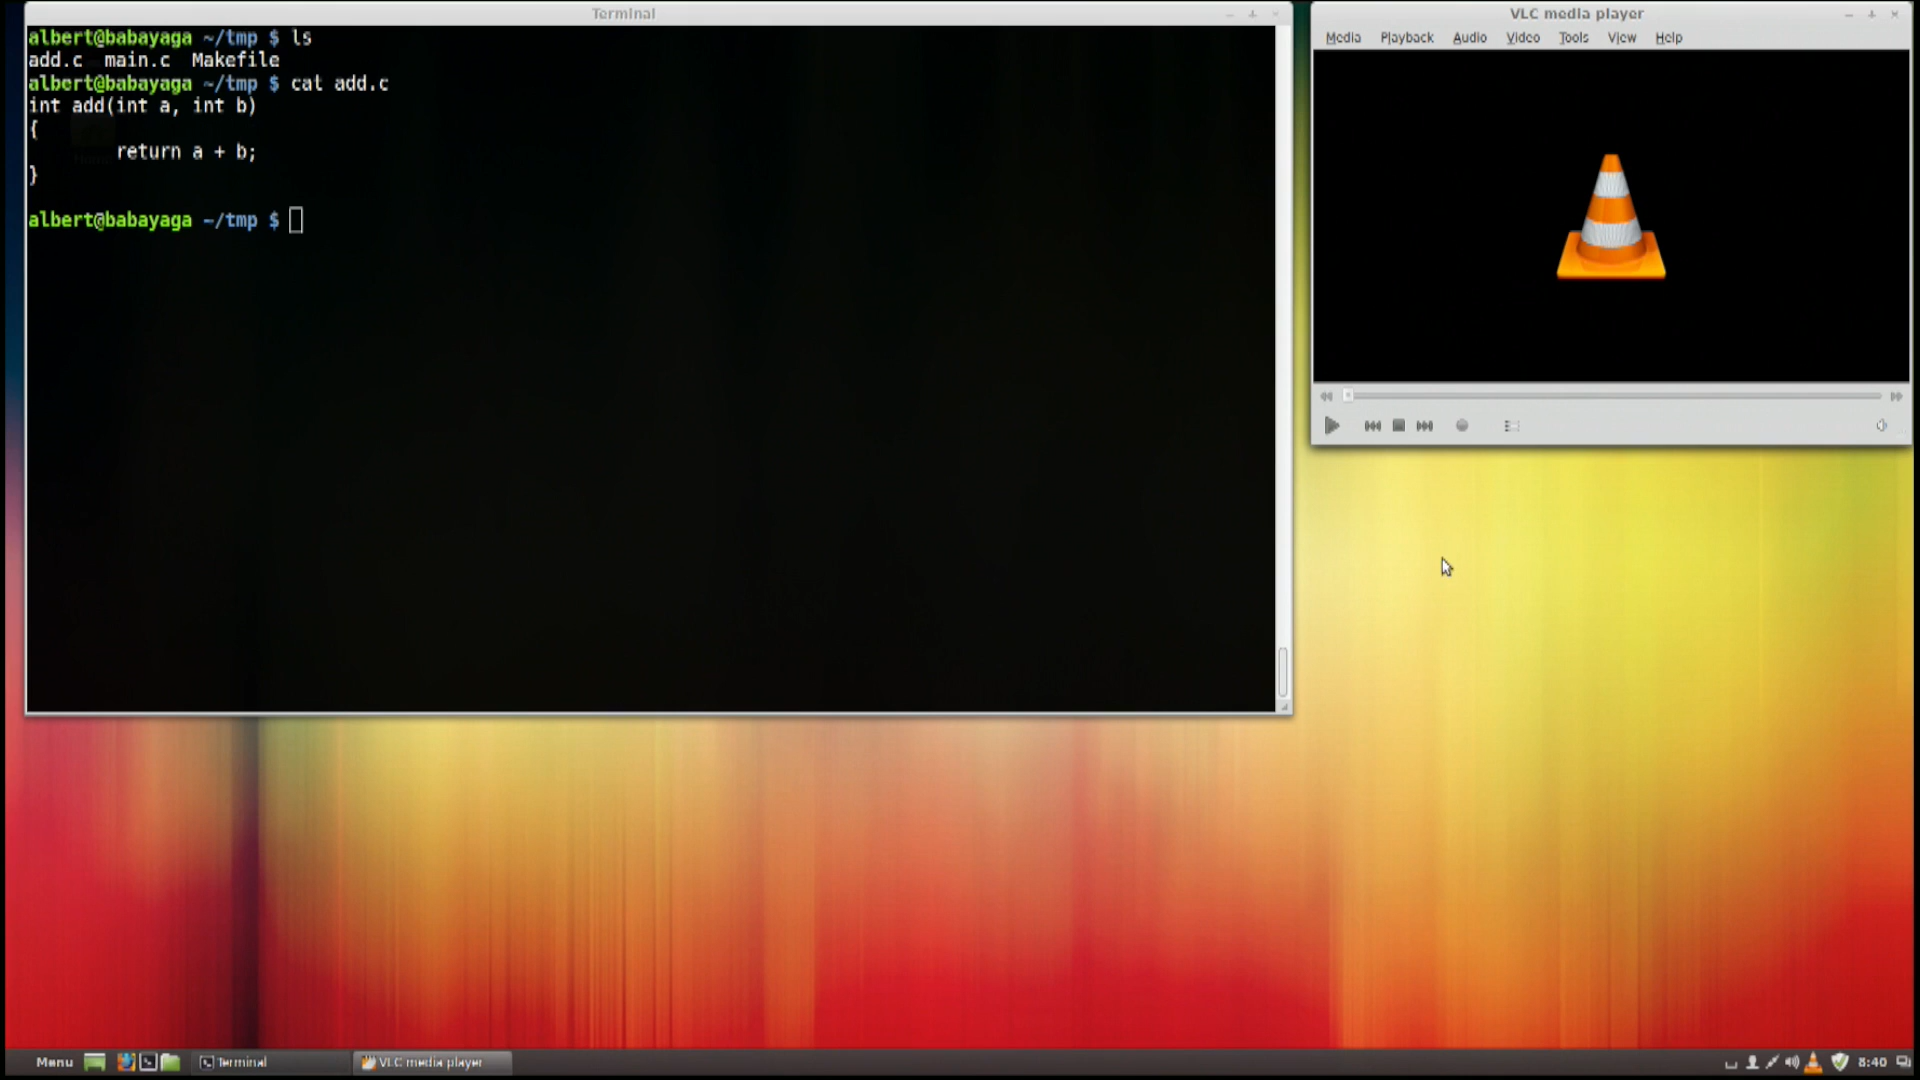 Terminal
albert@babayaga ~/tmp $ ls
add.c  main.c  Makefile
albert@babayaga ~/tmp $ cat add.c
int add(int a, int b)
{
        return a + b;
}
albert@babayaga ~/tmp $
VLC media player
Media Playback Audio Video Tools View Help
Menu Terminal VLC media player 8:40